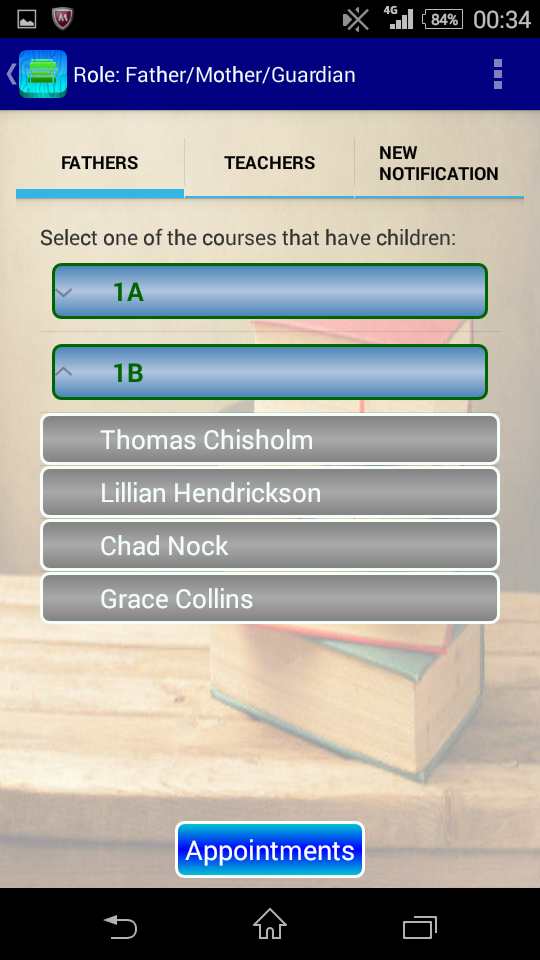 4G
84%
00:34
Role: Father/Mother/Guardian
FATHERS
TEACHERS
NEW
NOTIFICATION
Select one of the courses that have children:
1A
1B
Thomas Chisholm
Lillian Hendrickson
Chad Nock
Grace Collins
Appointments